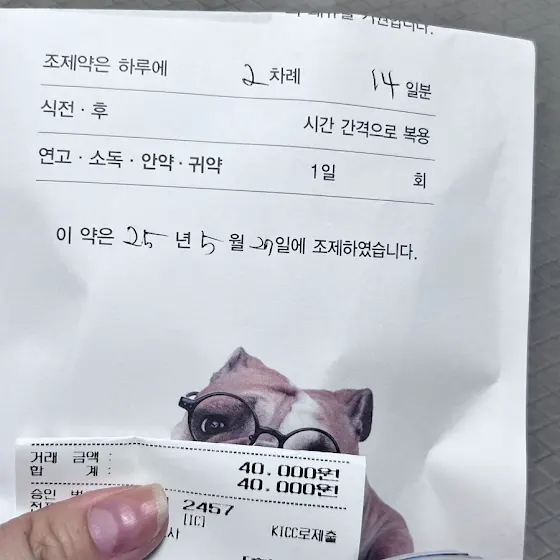 조제약은 하루에 2 차례 14 일분
식전 · 후 시간 간격으로 복용
연고 · 소독 · 안약 · 귀약 1일 회
이 약은 25 년 5 월 27일에 조제하였습니다.
거래 금액 : 40,000원
합 계 : 40,000원
승인 2457
[IC] KICC로제출